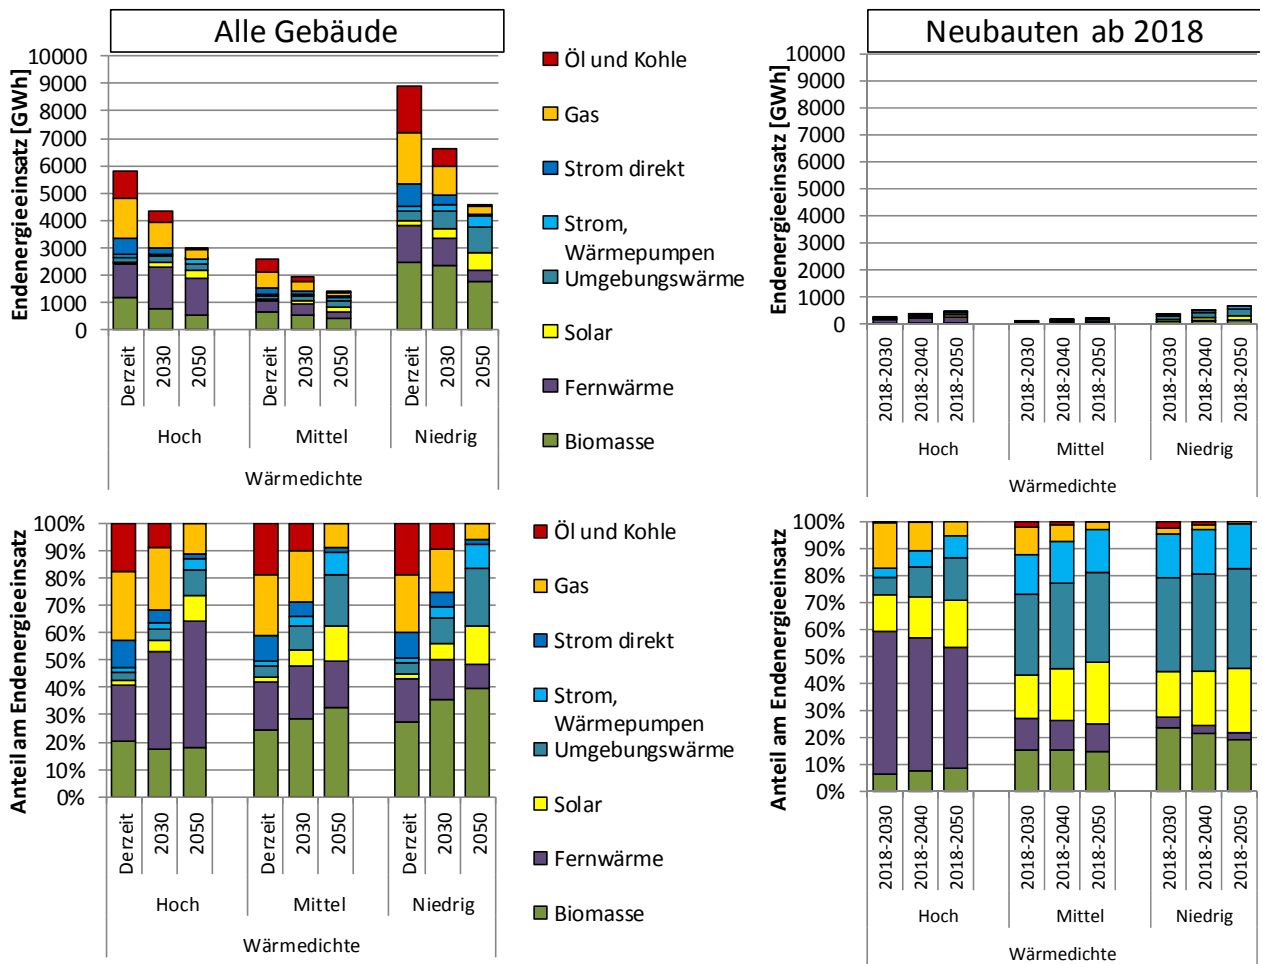 Alle Gebäude
Endenergieeinsatz [GWh]
10000
9000
8000
7000
6000
5000
4000
3000
2000
1000
0
Derzeit
2030
2050
Derzeit
2030
2050
Derzeit
2030
2050
Hoch
Mittel
Niedrig
Wärmedichte
Öl und Kohle
Gas
Strom direkt
Strom,
Wärmepumpen
Umgebungswärme
Solar
Fernwärme
Biomasse
Neubauten ab 2018
Endenergieeinsatz [GWh]
10000
9000
8000
7000
6000
5000
4000
3000
2000
1000
0
2018-2030
2018-2040
2018-2050
2018-2030
2018-2040
2018-2050
2018-2030
2018-2040
2018-2050
Hoch
Mittel
Niedrig
Wärmedichte
Anteil am Endenergieeinsatz
100%
90%
80%
70%
60%
50%
40%
30%
20%
10%
0%
Derzeit
2030
2050
Derzeit
2030
2050
Derzeit
2030
2050
Hoch
Mittel
Niedrig
Wärmedichte
Öl und Kohle
Gas
Strom direkt
Strom,
Wärmepumpen
Umgebungswärme
Solar
Fernwärme
Biomasse
Anteil am Endenergieeinsatz
100%
90%
80%
70%
60%
50%
40%
30%
20%
10%
0%
2018-2030
2018-2040
2018-2050
2018-2030
2018-2040
2018-2050
2018-2030
2018-2040
2018-2050
Hoch
Mittel
Niedrig
Wärmedichte